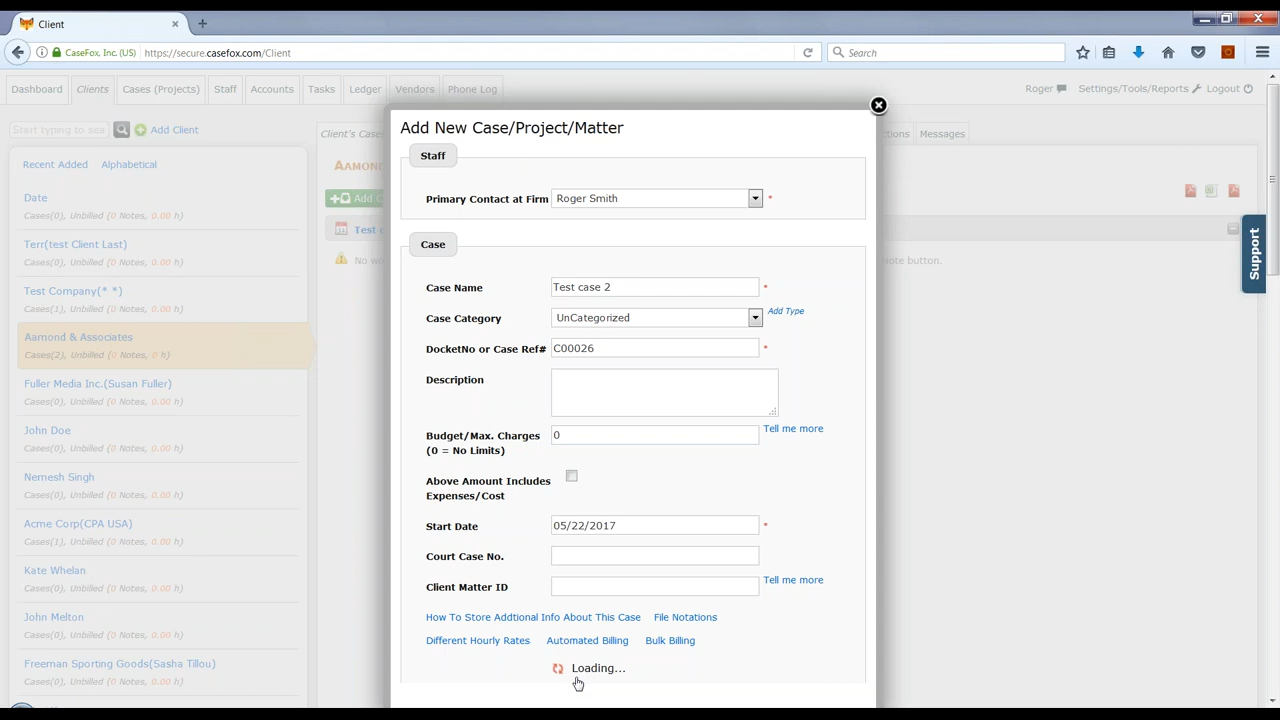 Client
CaseFox, Inc. (US)
https://secure.casefox.com/Client
Search
Dashboard
Clients
Cases (Projects)
Staff
Accounts
Tasks
Ledger
Vendors
Phone Log
Roger
Settings/Tools/Reports
Logout
Start typing to sea
Add Client
Recent Added
Alphabetical
Date
Cases(0), Unbilled (0 Notes, 0.00 h)
Terr(test Client Last)
Cases(0), Unbilled (0 Notes, 0.00 h)
Test Company(* *)
Cases(1), Unbilled (0 Notes, 0.00 h)
Aamond & Associates
Cases(2), Unbilled (0 Notes, 0 h)
Fuller Media Inc.(Susan Fuller)
Cases(0), Unbilled (0 Notes, 0.00 h)
John Doe
Cases(0), Unbilled (0 Notes, 0.00 h)
Nemesh Singh
Cases(0), Unbilled (0 Notes, 0.00 h)
Acme Corp(CPA USA)
Cases(1), Unbilled (0 Notes, 0.00 h)
Kate Whelan
Cases(0), Unbilled (0 Notes, 0.00 h)
John Melton
Cases(0), Unbilled (0 Notes, 0.00 h)
Freeman Sporting Goods(Sasha Tillou)
Cases(0), Unbilled (0 Notes, 0.00 h)
Client's Cases
Messages
Add C
Test c
No wo
ote button.
Support
Add New Case/Project/Matter
Staff
Primary Contact at Firm Roger Smith *
Case
Case Name Test case 2 *
Case Category UnCategorized Add Type
DocketNo or Case Ref# C00026 *
Description
Budget/Max. Charges 0 Tell me more
(0 = No Limits)
Above Amount Includes
Expenses/Cost
Start Date 05/22/2017 *
Court Case No.
Client Matter ID Tell me more
How To Store Addtional Info About This Case File Notations
Different Hourly Rates Automated Billing Bulk Billing
Loading...